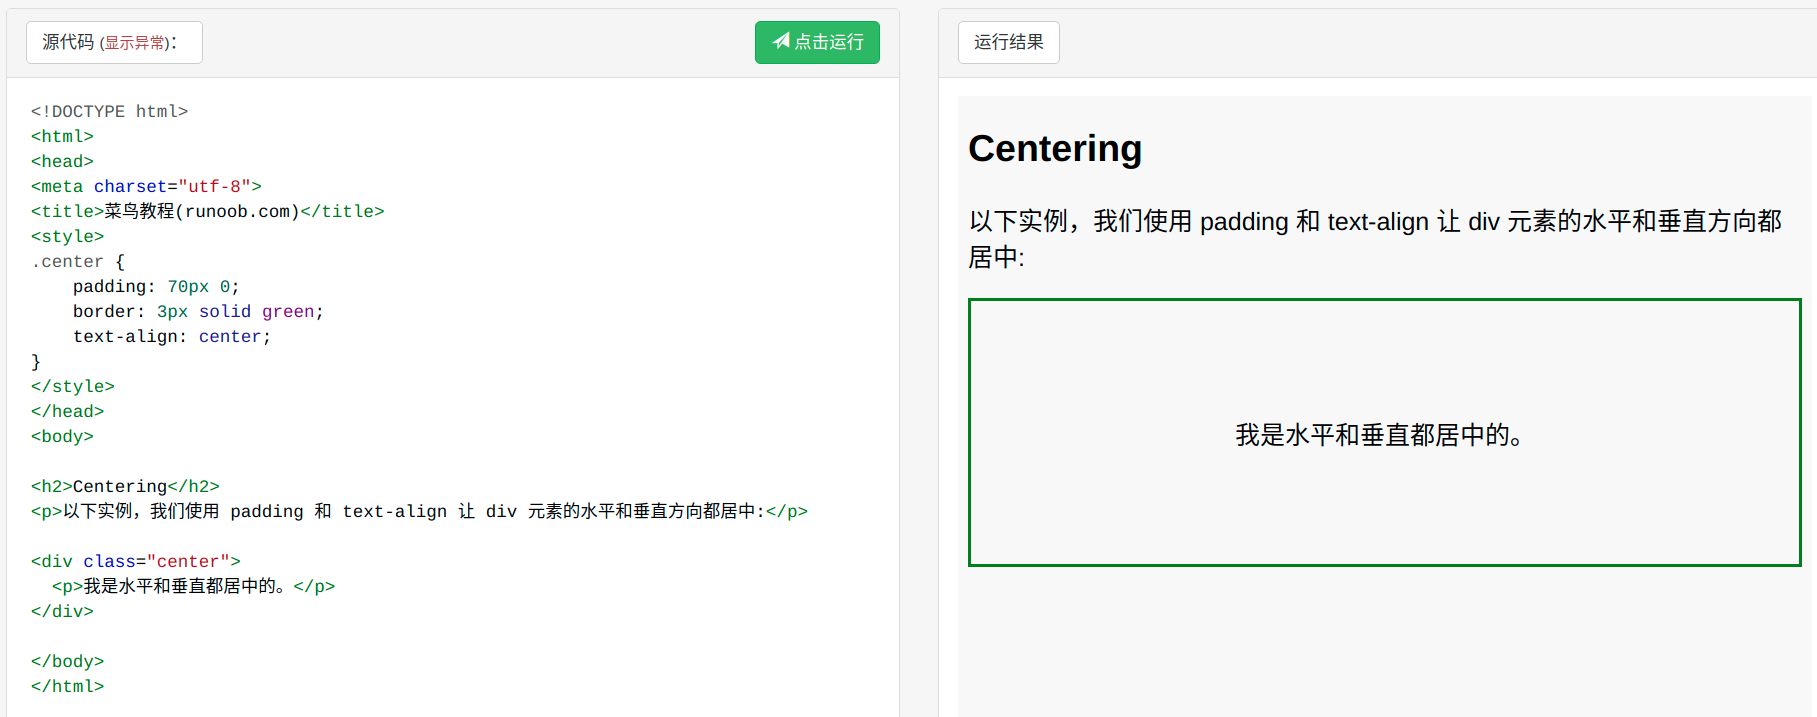 源代码 (显示异常)：
点击运行
<!DOCTYPE html>
<html>
<head>
<meta charset="utf-8">
<title>菜鸟教程(runoob.com)</title>
<style>
.center {
    padding: 70px 0;
    border: 3px solid green;
    text-align: center;
}
</style>
</head>
<body>
<h2>Centering</h2>
<p>以下实例，我们使用 padding 和 text-align 让 div 元素的水平和垂直方向都居中:</p>
<div class="center">
  <p>我是水平和垂直都居中的。</p>
</div>
</body>
</html>
运行结果
Centering
以下实例，我们使用 padding 和 text-align 让 div 元素的水平和垂直方向都
居中:
我是水平和垂直都居中的。